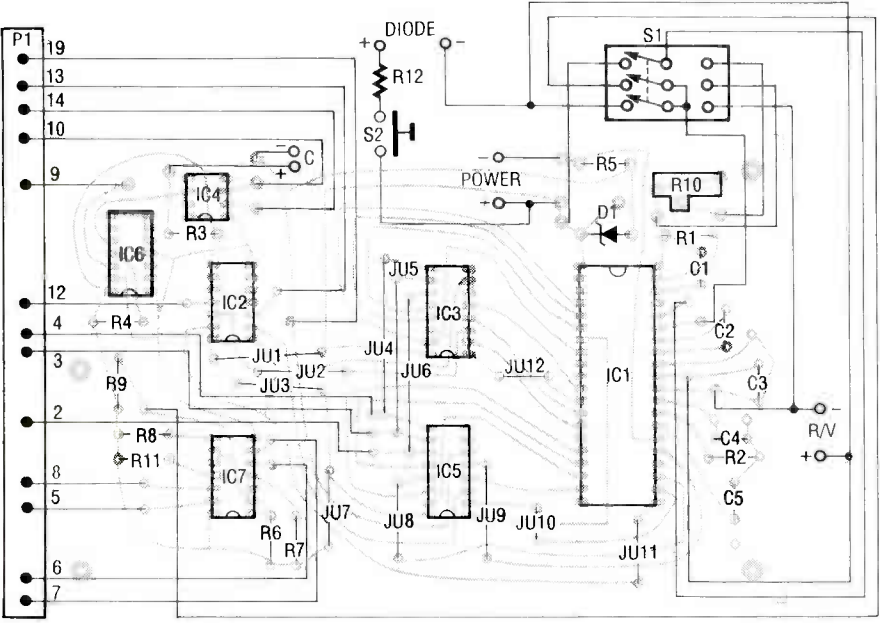 DIODE
S1
P1
+
-
19
R12
13
14
S2
10
-
C
+
-
R5
9
IC4
POWER
R10
+
D1
R3
R1
IC6
C1
JU5
12
IC2
IC3
R4
4
C2
JU1
JU4
3
JU2
JU6
JU12
IC1
JU3
C3
R9
2
-
R/V
R8
C4
R11
R2
+
IC7
IC5
8
5
C5
JU7
JU8
JU9
JU10
R6
R7
JU11
6
7